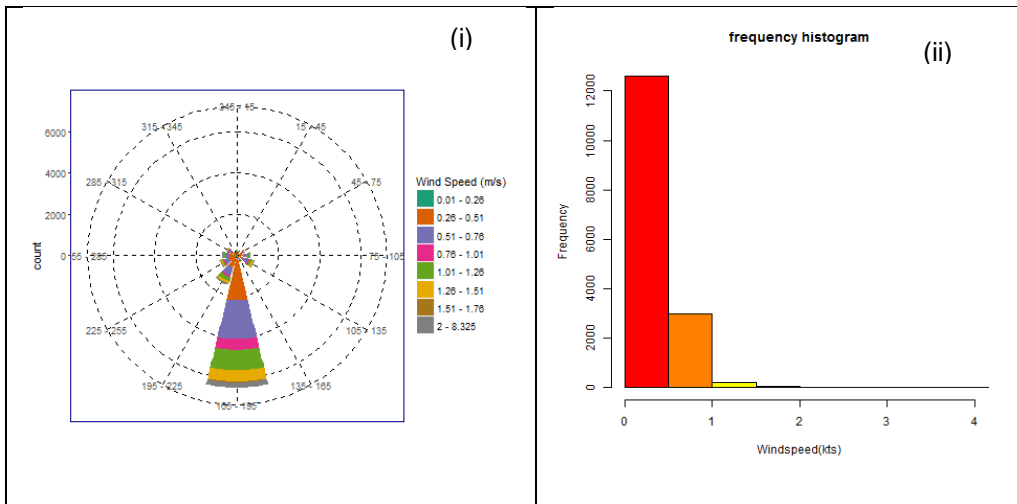 (i)
345 - 15
315 - 345
15 - 45
6000
285 - 315
45 - 75
4000
2000
count
0
55 - 285
75 - 105
225 - 255
105 - 135
195 - 225
135 - 165
165 - 195
Wind Speed (m/s)
0.01 - 0.26
0.26 - 0.51
0.51 - 0.76
0.76 - 1.01
1.01 - 1.26
1.26 - 1.51
1.51 - 1.76
2 - 8.325
frequency histogram
(ii)
Frequency
12000
10000
8000
6000
4000
2000
0
0 1 2 3 4
Windspeed(kts)